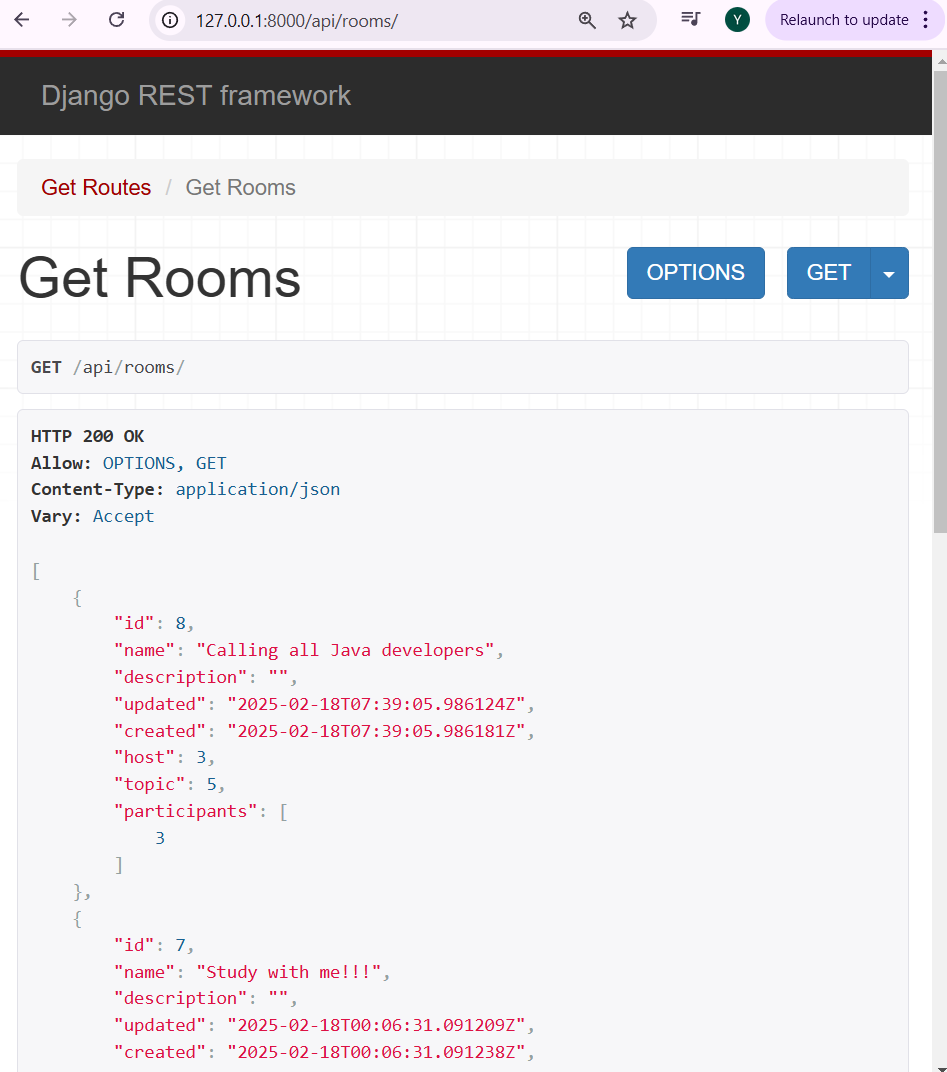 127.0.0.1:8000/api/rooms/
Y
Relaunch to update
Django REST framework
Get Routes / Get Rooms
Get Rooms
OPTIONS
GET
GET /api/rooms/
HTTP 200 OK
Allow: OPTIONS, GET
Content-Type: application/json
Vary: Accept
[
    {
        "id": 8,
        "name": "Calling all Java developers",
        "description": "",
        "updated": "2025-02-18T07:39:05.986124Z",
        "created": "2025-02-18T07:39:05.986181Z",
        "host": 3,
        "topic": 5,
        "participants": [
            3
        ]
    },
    {
        "id": 7,
        "name": "Study with me!!!",
        "description": "",
        "updated": "2025-02-18T00:06:31.091209Z",
        "created": "2025-02-18T00:06:31.091238Z",